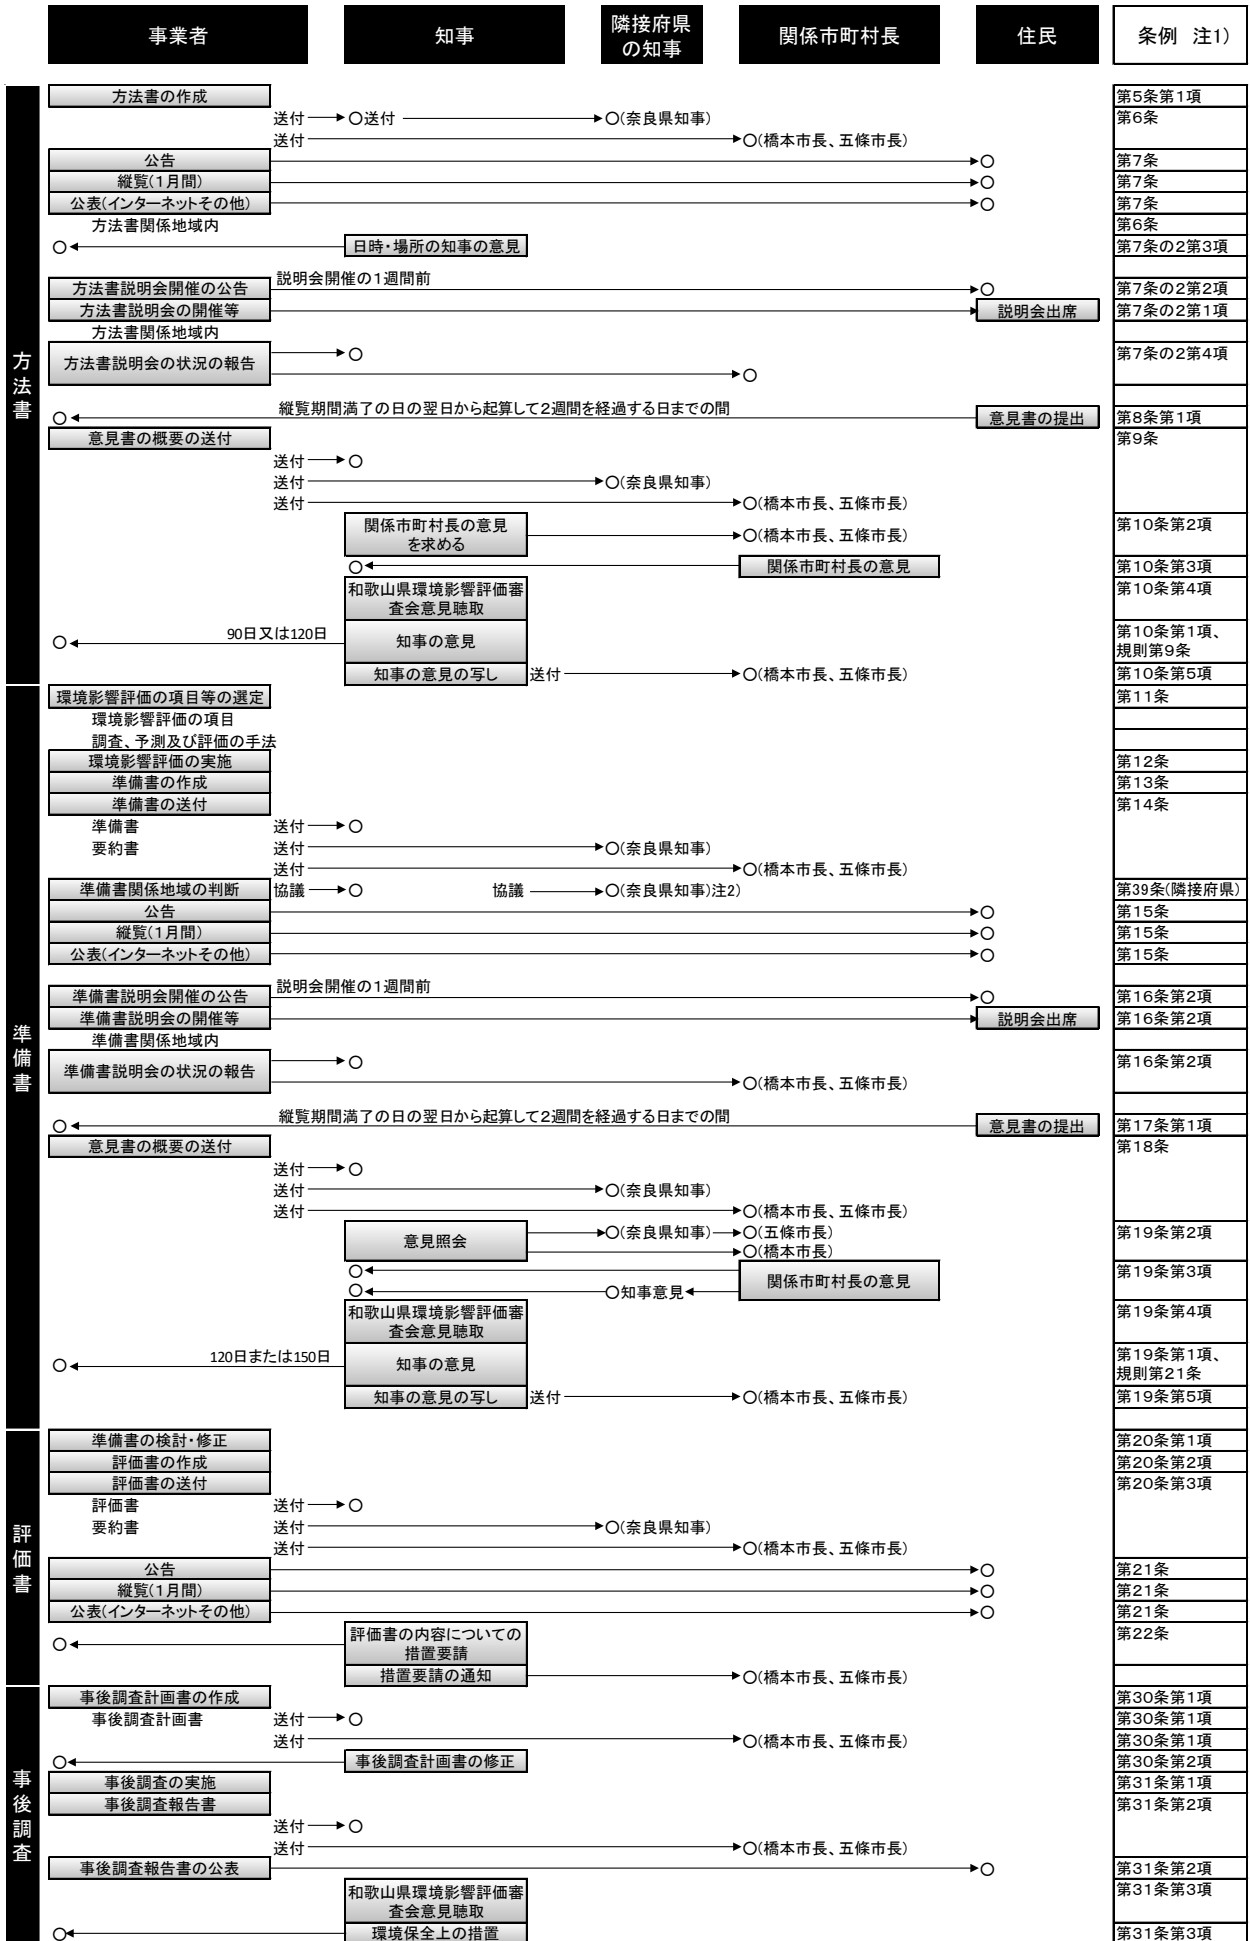 事業者 知事 隣接府県の知事 関係市町村長 住民 条例 注1)
方法書
方法書の作成 第5条第1項
送付 ○送付 ○(奈良県知事) 第6条
送付 ○(橋本市長、五條市長)
公告 ○ 第7条
縦覧(1月間) ○ 第7条
公表(インターネットその他) ○ 第7条
方法書関係地域内 第6条
○ 日時・場所の知事の意見 第7条の2第3項
説明会開催の1週間前
方法書説明会開催の公告 ○ 第7条の2第2項
方法書説明会の開催等 説明会出席 第7条の2第1項
方法書関係地域内
方法書説明会の状況の報告 ○ 第7条の2第4項
○
縦覧期間満了の日の翌日から起算して2週間を経過する日までの間
○ 意見書の提出 第8条第1項
意見書の概要の送付 第9条
送付 ○
送付 ○(奈良県知事)
送付 ○(橋本市長、五條市長)
関係市町村長の意見 第10条第2項
を求める ○(橋本市長、五條市長)
○ 関係市町村長の意見 第10条第3項
和歌山県環境影響評価審 第10条第4項
査会意見聴取
90日又は120日 第10条第1項、
○ 知事の意見 規則第9条
知事の意見の写し 送付 ○(橋本市長、五條市長) 第10条第5項
準備書
環境影響評価の項目等の選定 第11条
環境影響評価の項目
調査、予測及び評価の手法
環境影響評価の実施 第12条
準備書の作成 第13条
準備書の送付 第14条
準備書 送付 ○
要約書 送付 ○(奈良県知事)
送付 ○(橋本市長、五條市長)
準備書関係地域の判断 協議 ○ 協議 ○(奈良県知事)注2) 第39条(隣接府県)
公告 ○ 第15条
縦覧(1月間) ○ 第15条
公表(インターネットその他) ○ 第15条
説明会開催の1週間前
準備書説明会開催の公告 ○ 第16条第2項
準備書説明会の開催等 説明会出席 第16条第2項
準備書関係地域内
準備書説明会の状況の報告 ○ 第16条第2項
○(橋本市長、五條市長)
縦覧期間満了の日の翌日から起算して2週間を経過する日までの間
○ 意見書の提出 第17条第1項
意見書の概要の送付 第18条
送付 ○
送付 ○(奈良県知事)
送付 ○(橋本市長、五條市長)
意見照会 ○(奈良県知事) ○(五條市長) 第19条第2項
○(橋本市長)
○ 関係市町村長の意見 第19条第3項
○ ○知事意見
和歌山県環境影響評価審 第19条第4項
査会意見聴取
120日または150日 第19条第1項、
○ 知事の意見 規則第21条
知事の意見の写し 送付 ○(橋本市長、五條市長) 第19条第5項
評価書
準備書の検討・修正 第20条第1項
評価書の作成 第20条第2項
評価書の送付 第20条第3項
評価書 送付 ○
要約書 送付 ○(奈良県知事)
送付 ○(橋本市長、五條市長)
公告 ○ 第21条
縦覧(1月間) ○ 第21条
公表(インターネットその他) ○ 第21条
○ 評価書の内容についての 第22条
措置要請
措置要請の通知 ○(橋本市長、五條市長)
事後調査
事後調査計画書の作成 第30条第1項
事後調査計画書 送付 ○ 第30条第1項
送付 ○(橋本市長、五條市長) 第30条第1項
○ 事後調査計画書の修正 第30条第2項
事後調査の実施 第31条第1項
事後調査報告書 第31条第2項
送付 ○
送付 ○(橋本市長、五條市長)
事後調査報告書の公表 ○ 第31条第2項
和歌山県環境影響評価審 第31条第3項
査会意見聴取
○ 環境保全上の措置 第31条第3項